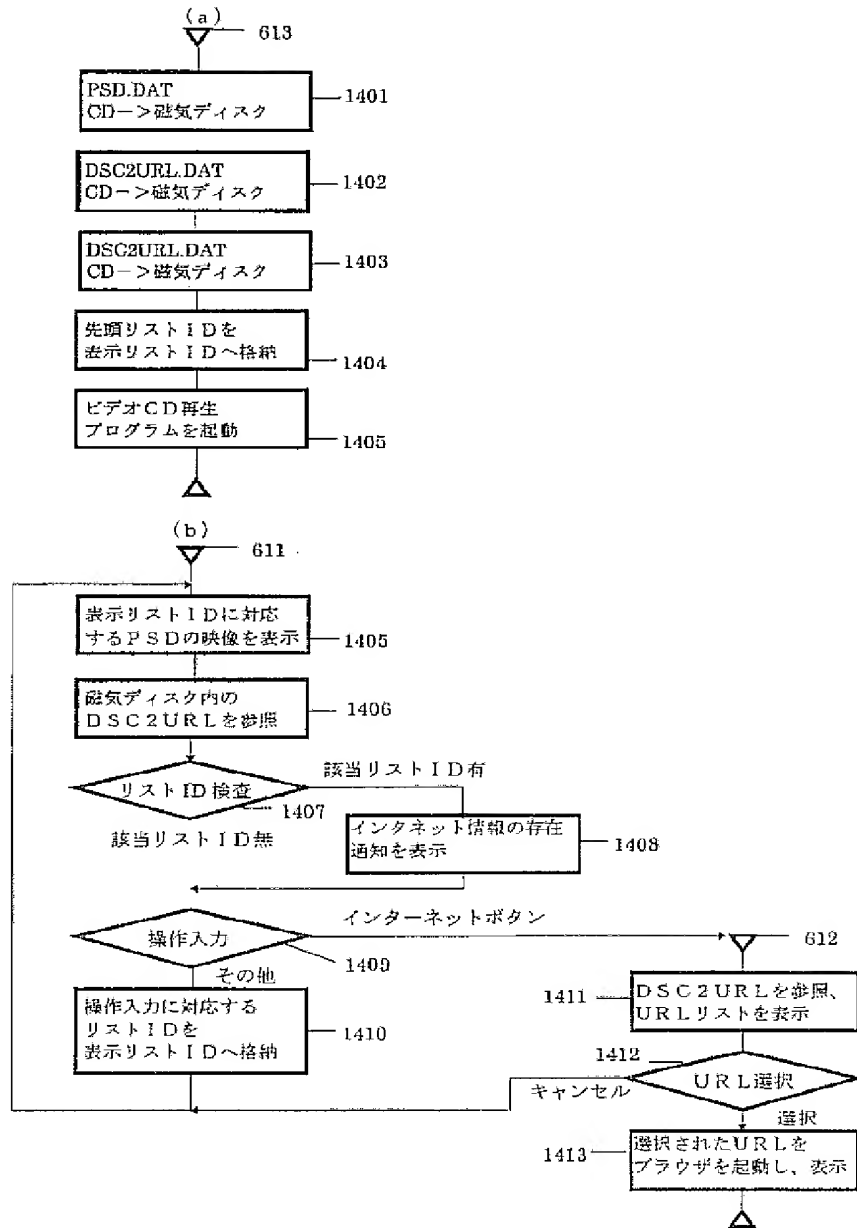 (a)
613
PSD.DAT
CD->磁気ディスク
1401
DSC2URL.DAT
CD->磁気ディスク
1402
DSC2URL.DAT
CD->磁気ディスク
1403
先頭リストIDを
表示リストIDへ格納
1404
ビデオCD再生
プログラムを起動
1405
(b)
611
表示リストIDに対応
するPSDの映像を表示
1405
磁気ディスク内の
DSC2URLを参照
1406
リストID検査
1407
該当リストID有
該当リストID無
インタネット情報の存在
通知を表示
1408
操作入力
1409
インターネットボタン
612
その他
操作入力に対応する
リストIDを
表示リストIDへ格納
1410
1411
DSC2URLを参照、
URLリストを表示
1412
URL選択
キャンセル
選択
1413
選択されたURLを
ブラウザを起動し、表示